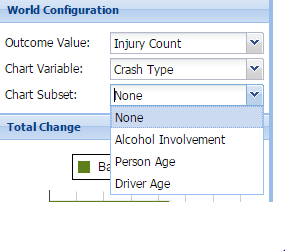 World Configuration
Outcome Value: Injury Count
Chart Variable: Crash Type
Chart Subset: None
None
Alcohol Involvement
Person Age
Driver Age
Total Change